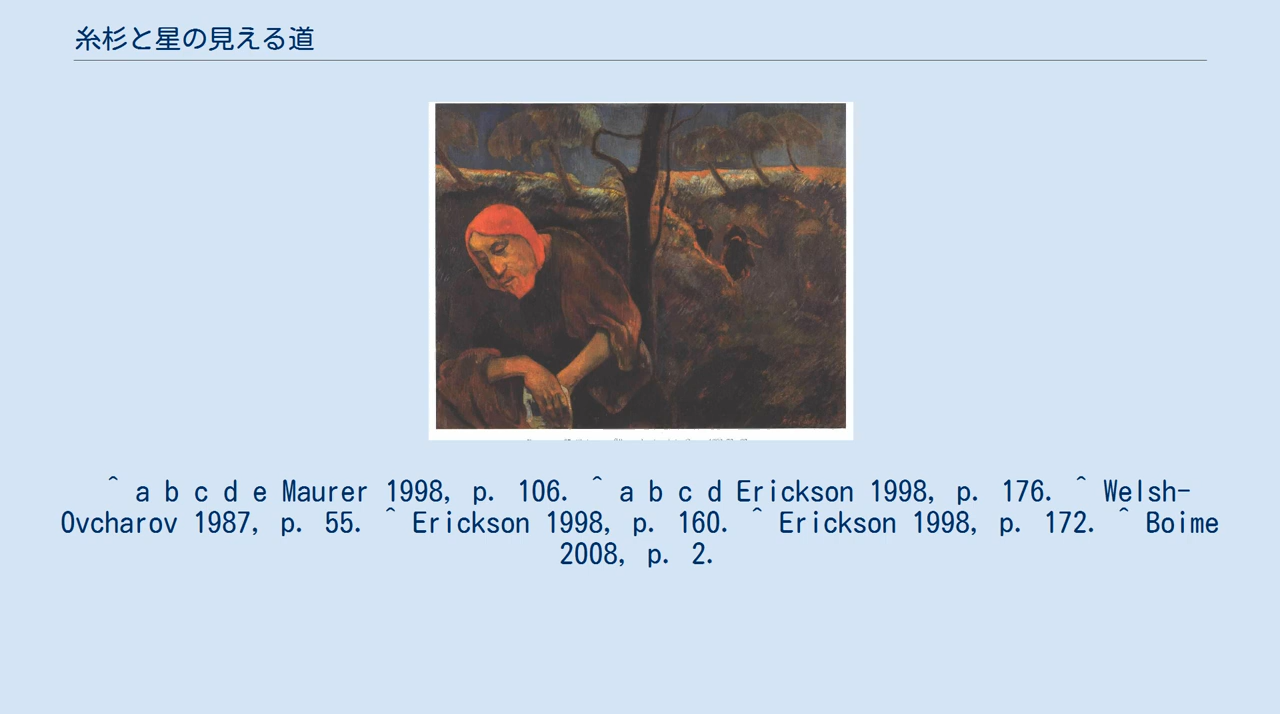 糸杉と星の見える道
^ a b c d e Maurer 1998, p. 106. ^ a b c d Erickson 1998, p. 176. ^ Welsh-
Ovcharov 1987, p. 55. ^ Erickson 1998, p. 160. ^ Erickson 1998, p. 172. ^ Boime
2008, p. 2.